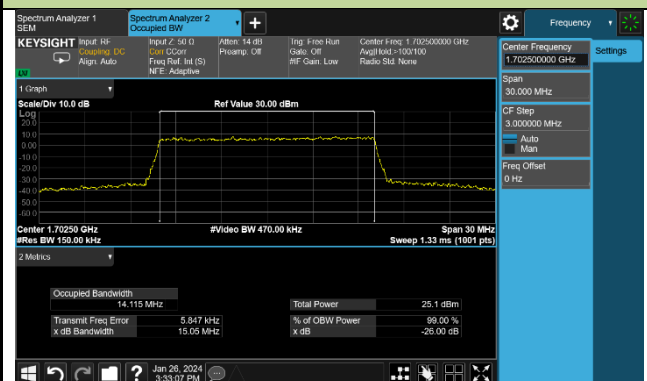 Spectrum Analyzer 1
SEM
Spectrum Analyzer 2
Occupied BW
Frequency
KEYSIGHT
Input: RF
Coupling: DC
Align: Auto
Input Z: 50 Ω
Corr CCorr
Freq Ref: Int (S)
NFE: Adaptive
Atten: 14 dB
Preamp: Off
Trig: Free Run
Gate: Off
#IF Gain: Low
Center Freq: 1.702500000 GHz
Avg|Hold:>100/100
Radio Std: None
LXI
Center Frequency
1.702500000 GHz
Settings
Span
30.000 MHz
CF Step
3.000000 MHz
Auto
Man
Freq Offset
0 Hz
1 Graph
Scale/Div 10.0 dB
Ref Value 30.00 dBm
Log
20.0
10.0
0.00
-10.0
-20.0
-30.0
-40.0
-50.0
-60.0
Center 1.70250 GHz
#Video BW 470.00 kHz
Span 30 MHz
#Res BW 150.00 kHz
Sweep 1.33 ms (1001 pts)
2 Metrics
Occupied Bandwidth
14.115 MHz
Total Power 25.1 dBm
Transmit Freq Error 5.847 kHz
% of OBW Power 99.00 %
x dB Bandwidth 15.05 MHz
x dB -26.00 dB
?
Jan 26, 2024
3:33:07 PM